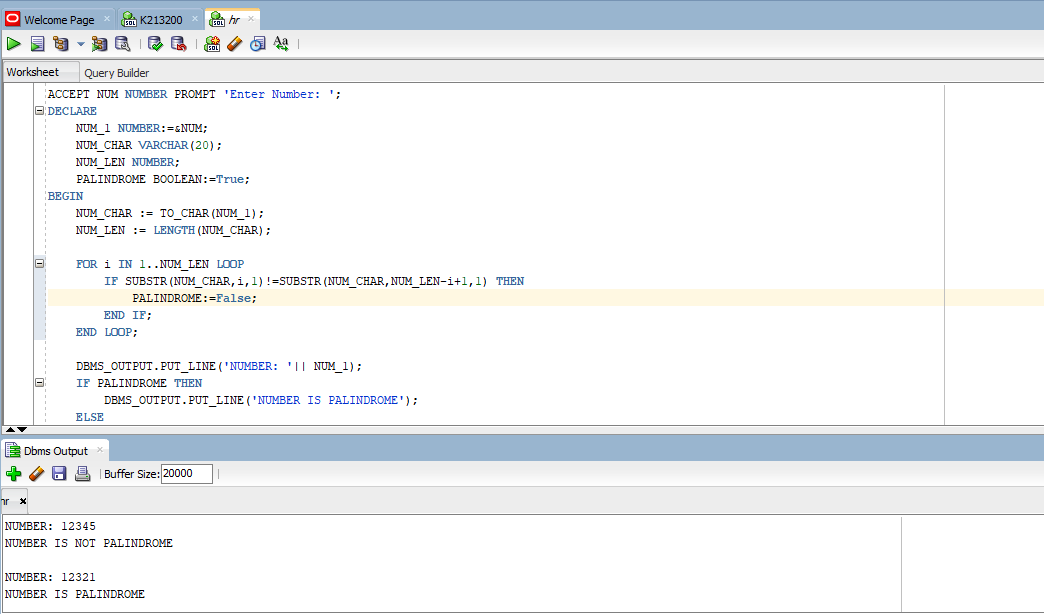 Welcome Page K213200 hr
Worksheet Query Builder
ACCEPT NUM NUMBER PROMPT 'Enter Number: ';
DECLARE
NUM_1 NUMBER:=&NUM;
NUM_CHAR VARCHAR(20);
NUM_LEN NUMBER;
PALINDROME BOOLEAN:=True;
BEGIN
NUM_CHAR := TO_CHAR(NUM_1);
NUM_LEN := LENGTH(NUM_CHAR);
FOR i IN 1..NUM_LEN LOOP
IF SUBSTR(NUM_CHAR,i,1)!=SUBSTR(NUM_CHAR,NUM_LEN-i+1,1) THEN
PALINDROME:=False;
END IF;
END LOOP;
DBMS_OUTPUT.PUT_LINE('NUMBER: '|| NUM_1);
IF PALINDROME THEN
DBMS_OUTPUT.PUT_LINE('NUMBER IS PALINDROME');
ELSE
Dbms Output
Buffer Size: 20000
hr
NUMBER: 12345
NUMBER IS NOT PALINDROME
NUMBER: 12321
NUMBER IS PALINDROME